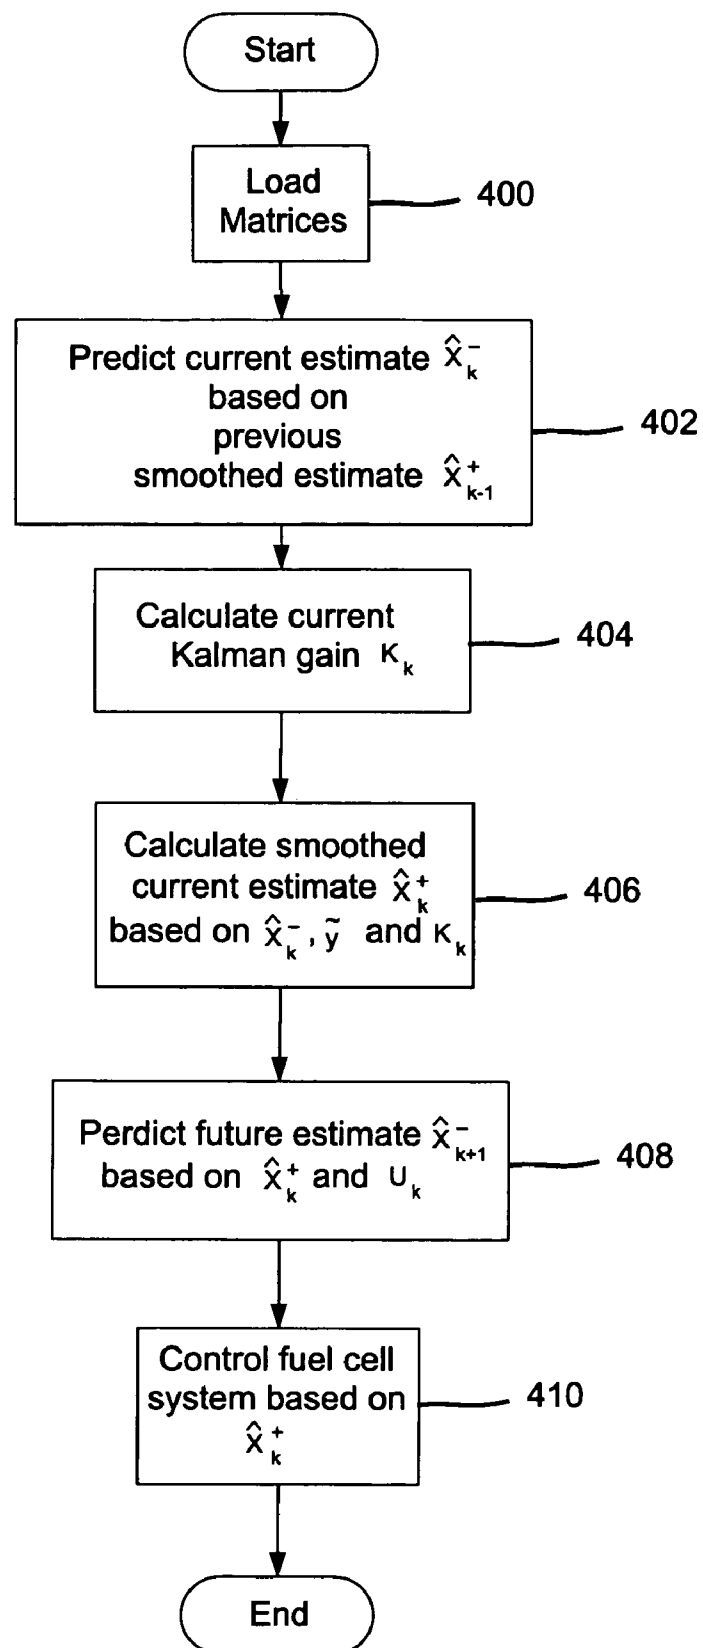 Start
Load
Matrices
400
Predict current estimate x̂ₖ⁻
based on
previous
smoothed estimate x̂ₖ₋₁⁺
402
Calculate current
Kalman gain Kₖ
404
Calculate smoothed
current estimate x̂ₖ⁺
based on x̂ₖ⁻, ỹ and Kₖ
406
Perdict future estimate x̂ₖ₊₁⁻
based on x̂ₖ⁺ and Uₖ
408
Control fuel cell
system based on
x̂ₖ⁺
410
End